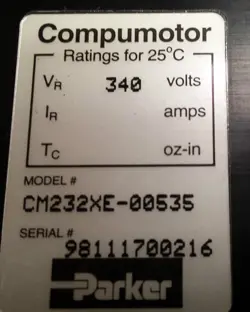 Compumotor
Ratings for 25°C
VR 340 volts
IR amps
TC oz-in
MODEL #
CM232XE-00535
SERIAL #
98111700216
Parker